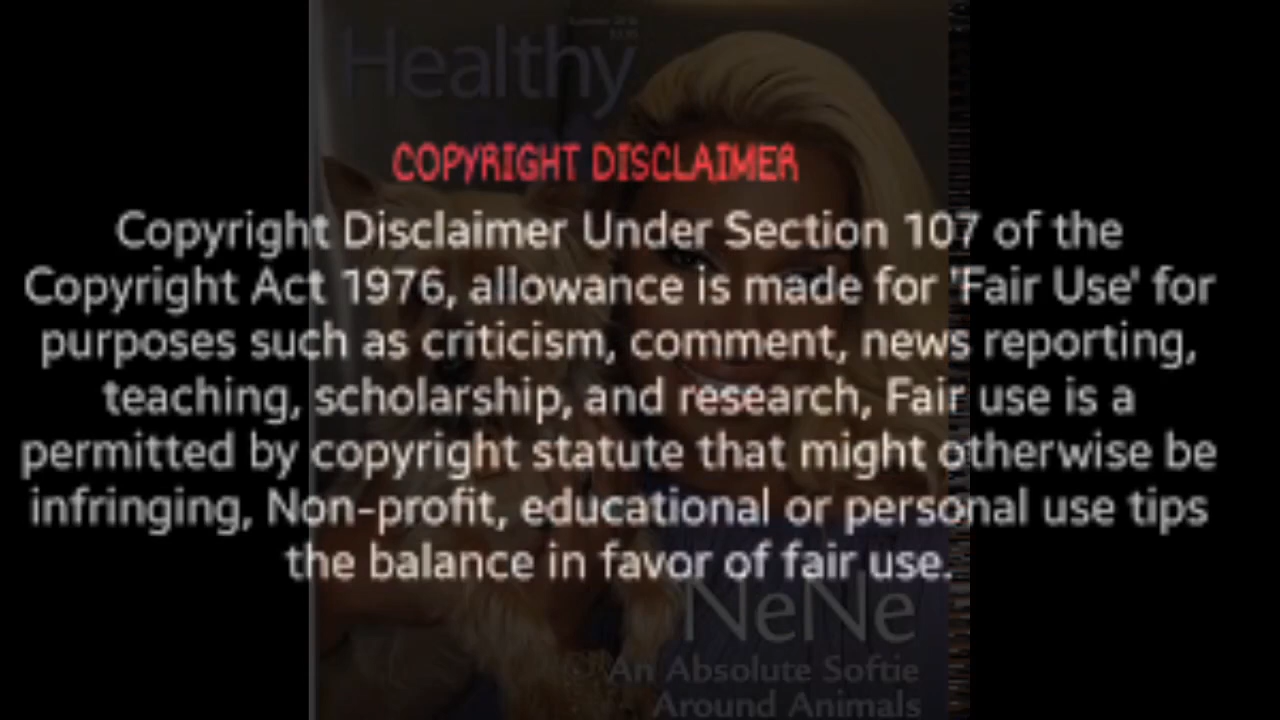 Healthy
COPYRIGHT DISCLAIMER
Copyright Disclaimer Under Section 107 of the
Copyright Act 1976, allowance is made for 'Fair Use' for
purposes such as criticism, comment, news reporting,
teaching, scholarship, and research, Fair use is a
permitted by copyright statute that might otherwise be
infringing, Non-profit, educational or personal use tips
the balance in favor of fair use.
NeNe
An Absolute Softie
Around Animals